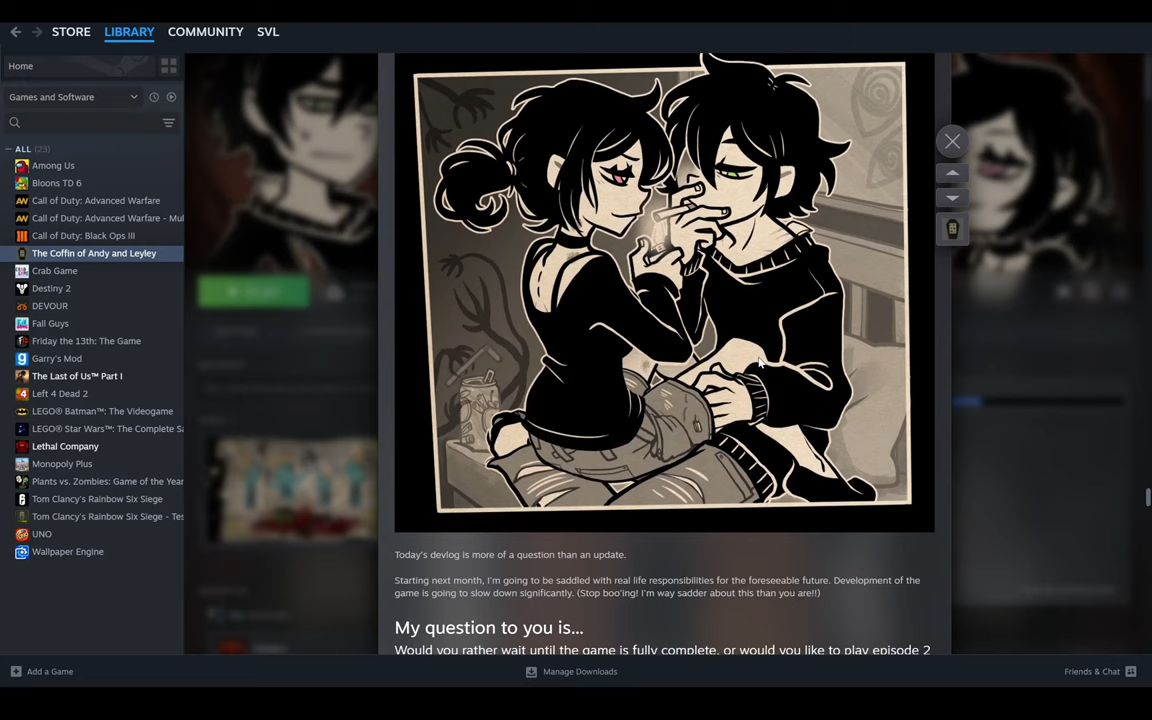 STORE LIBRARY COMMUNITY SVL
Home
Games and Software
ALL (23)
Among Us
Bloons TD 6
Call of Duty: Advanced Warfare
Call of Duty: Advanced Warfare - Mul
Call of Duty: Black Ops III
The Coffin of Andy and Leyley
Crab Game
Destiny 2
DEVOUR
Fall Guys
Friday the 13th: The Game
Garry's Mod
The Last of Us™ Part I
Left 4 Dead 2
LEGO® Batman™: The Videogame
LEGO® Star Wars™: The Complete Sa
Lethal Company
Monopoly Plus
Plants vs. Zombies: Game of the Year
Tom Clancy's Rainbow Six Siege
Tom Clancy's Rainbow Six Siege - Tes
UNO
Wallpaper Engine
Today's devlog is more of a question than an update.
Starting next month, I'm going to be saddled with real life responsibilities for the foreseeable future. Development of the
game is going to slow down significantly. (Stop boo'ing! I'm way sadder about this than you are!!)
My question to you is...
Would you rather wait until the game is fully complete, or would you like to play episode 2
Add a Game
Manage Downloads
Friends & Chat